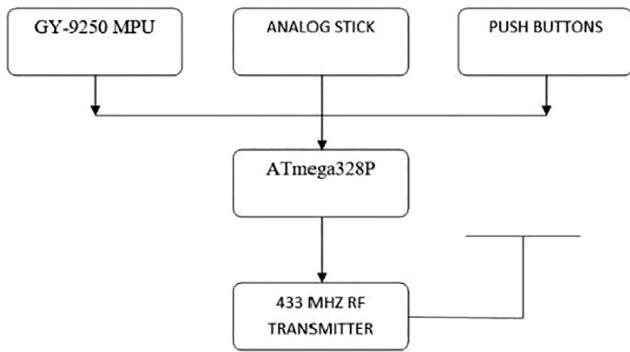 GY-9250 MPU
ANALOG STICK
PUSH BUTTONS
ATmega328P
433 MHZ RF
TRANSMITTER